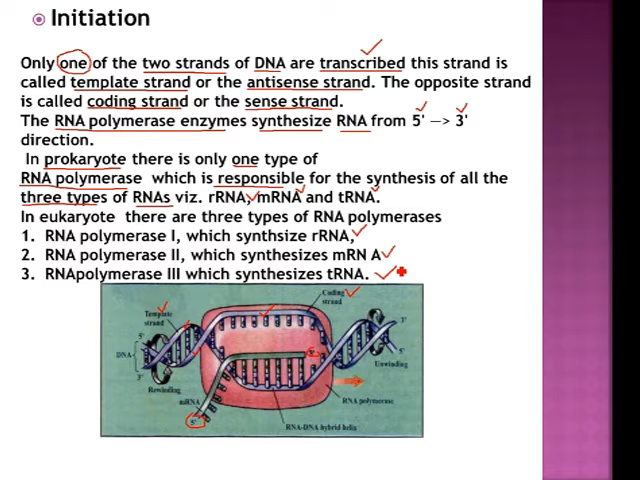 Initiation
Only one of the two strands of DNA are transcribed this strand is
called template strand or the antisense strand. The opposite strand
is called coding strand or the sense strand.
The RNA polymerase enzymes synthesize RNA from 5' —> 3'
direction.
In prokaryote there is only one type of
RNA polymerase which is responsible for the synthesis of all the
three types of RNAs viz. rRNA, mRNA and tRNA.
In eukaryote there are three types of RNA polymerases
1. RNA polymerase I, which synthsize rRNA,
2. RNA polymerase II, which synthesizes mRN A
3. RNApolymerase III which synthesizes tRNA.
Coding
strand
Template
strand
5'
3'
DNA
3'
5'
Rewinding
Unwinding
mRNA
RNA polymerase
5'
RNA-DNA hybrid helix